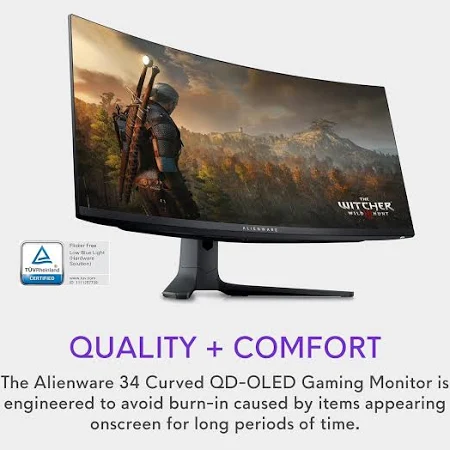 THE
WITCHER
WILD HUNT
ALIENWARE
TÜVRheinland
CERTIFIED
Flicker Free
Low Blue Light
(Hardware
Solution)
QUALITY + COMFORT
The Alienware 34 Curved QD-OLED Gaming Monitor is
engineered to avoid burn-in caused by items appearing
onscreen for long periods of time.